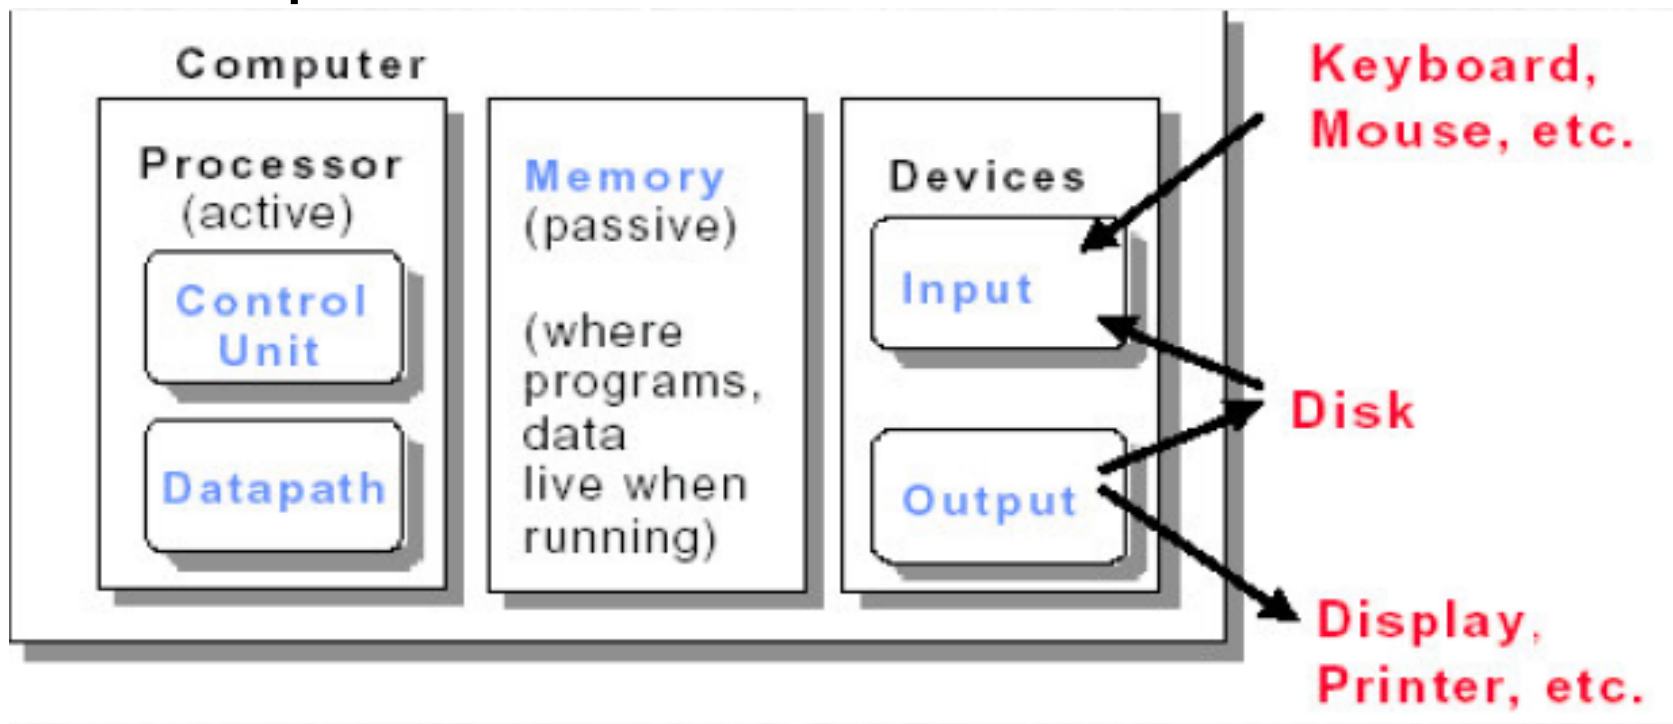 Computer
Processor
(active)
Control
Unit
Datapath
Memory
(passive)
(where
programs,
data
live when
running)
Devices
Input
Output
Keyboard,
Mouse, etc.
Disk
Display,
Printer, etc.